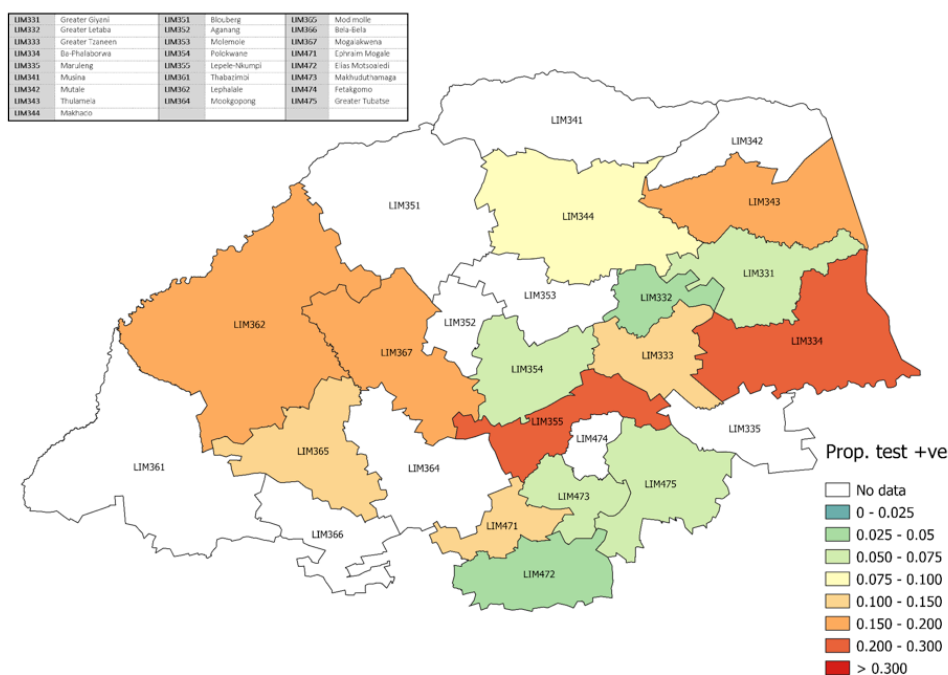 LIM331 Greater Giyani LIM351 Blouberg LIM365 Modimolle
LIM332 Greater Letaba LIM352 Aganang LIM366 Bela-Bela
LIM333 Greater Tzaneen LIM353 Molemole LIM367 Mogalakwena
LIM334 Ba-Phalaborwa LIM354 Polokwane LIM471 Ephraim Mogale
LIM335 Maruleng LIM355 Lepele-Nkumpi LIM472 Elias Motsoaledi
LIM341 Musina LIM361 Thabazimbi LIM473 Makhuduthamaga
LIM342 Mutale LIM362 Lephalale LIM474 Fetakgomo
LIM343 Thulamela LIM364 Mookgopong LIM475 Greater Tubatse
LIM344 Makhado
LIM341
LIM342
LIM351
LIM343
LIM344
LIM331
LIM353
LIM332
LIM352
LIM362
LIM334
LIM367
LIM333
LIM354
LIM355
LIM335
LIM474
LIM365
LIM361
LIM364
LIM475
LIM473
LIM471
LIM366
LIM472
Prop. test +ve
No data
0 - 0.025
0.025 - 0.05
0.050 - 0.075
0.075 - 0.100
0.100 - 0.150
0.150 - 0.200
0.200 - 0.300
> 0.300